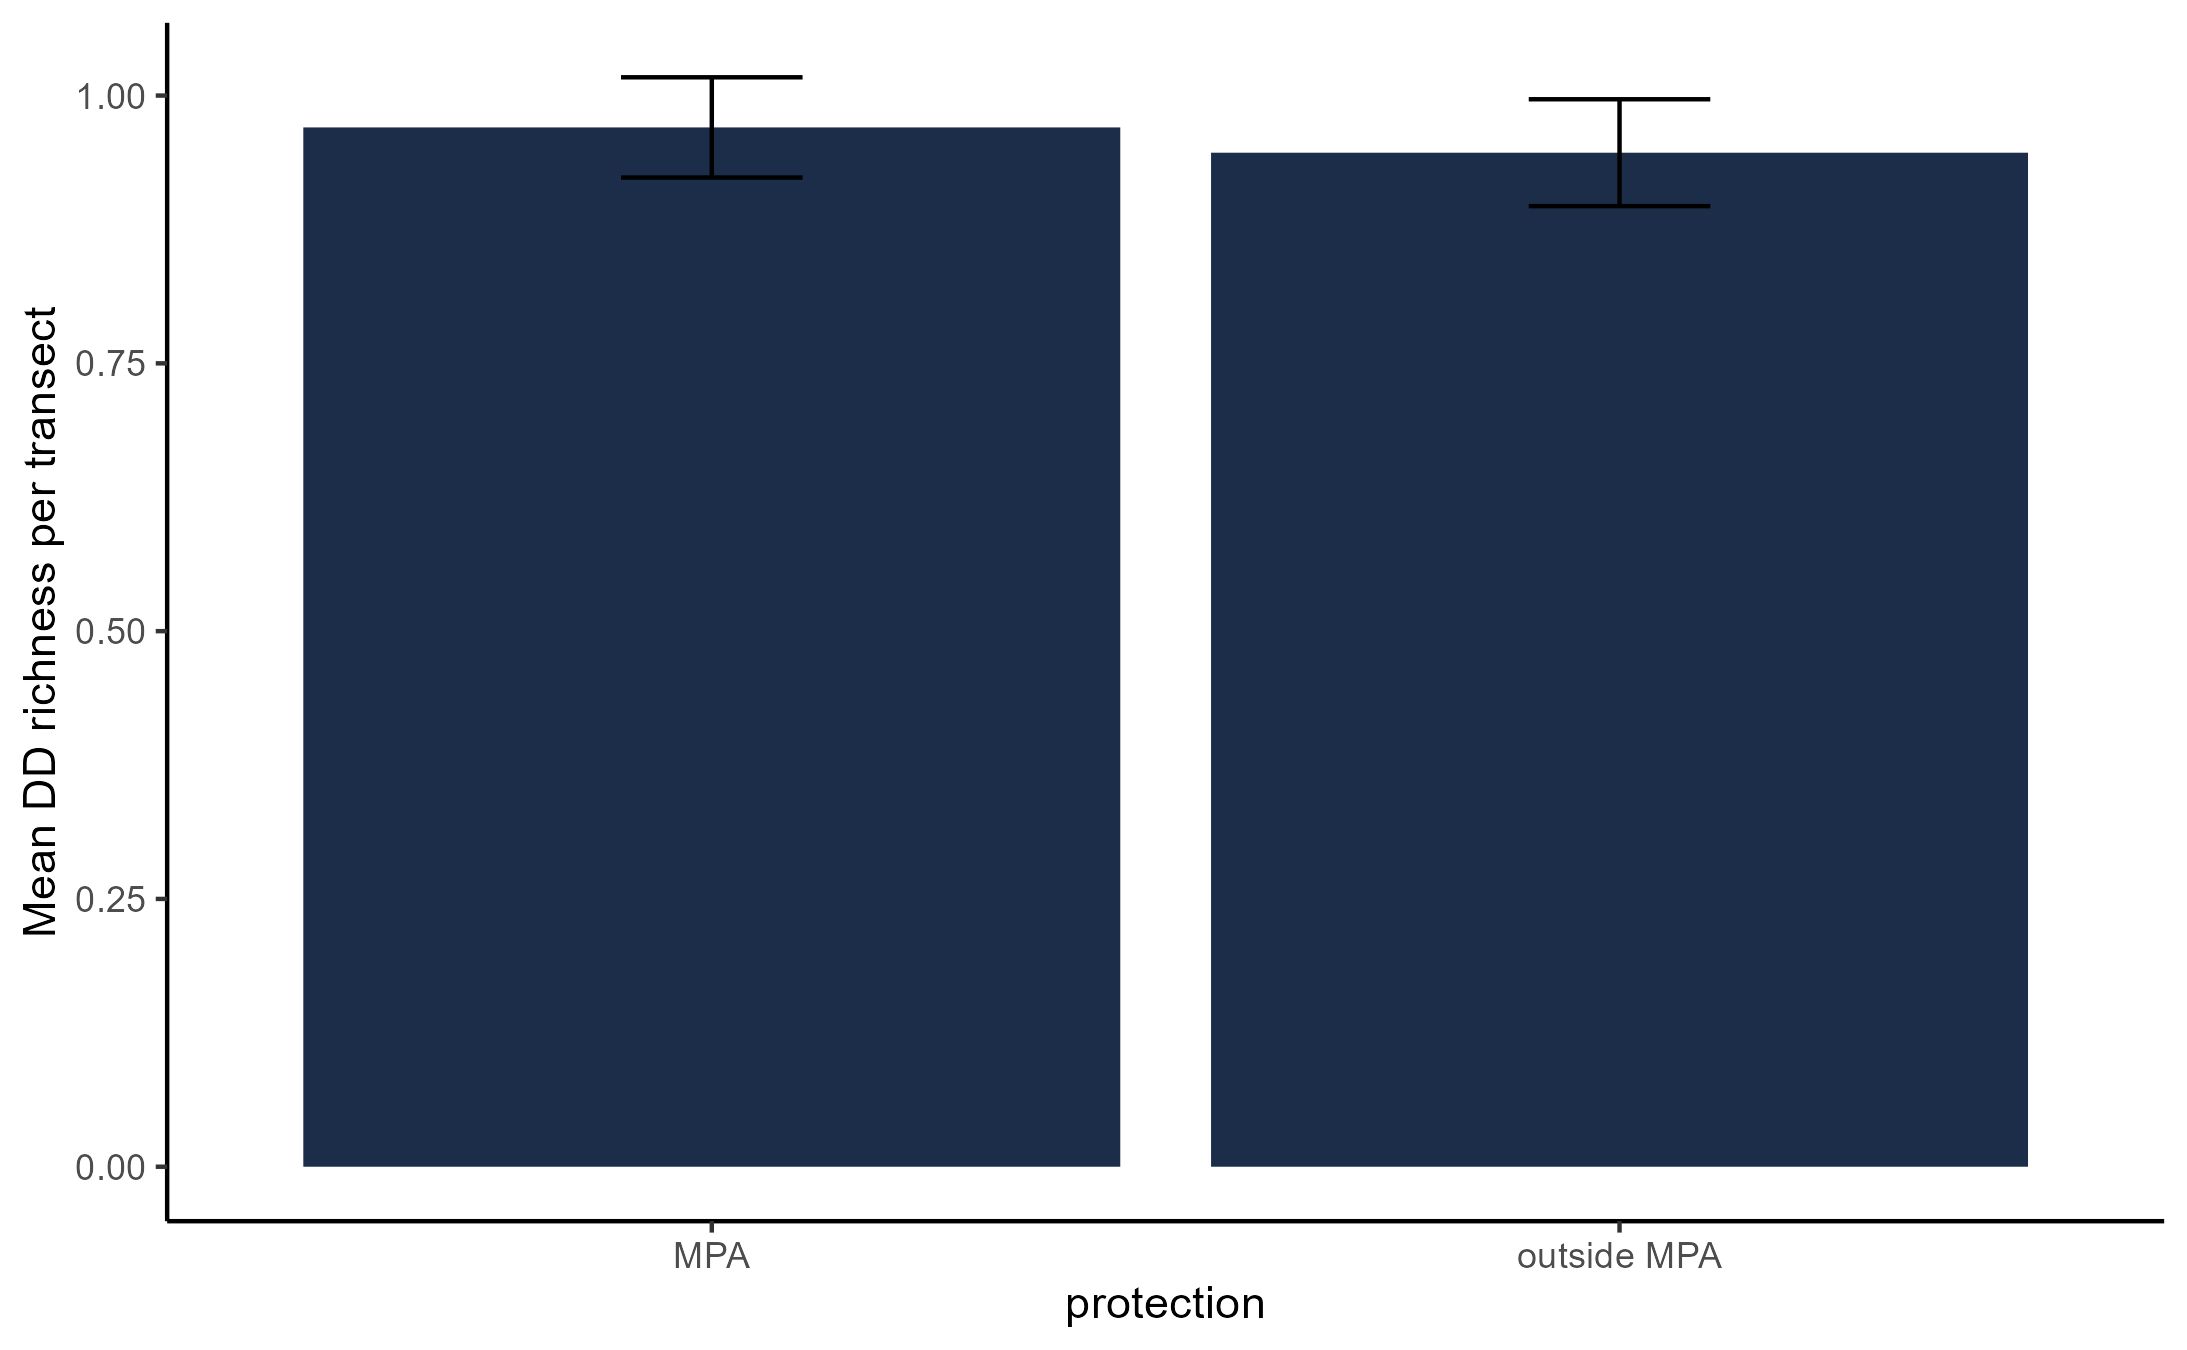 Mean DD richness per transect
1.00
0.75
0.50
0.25
0.00
MPA
outside MPA
protection